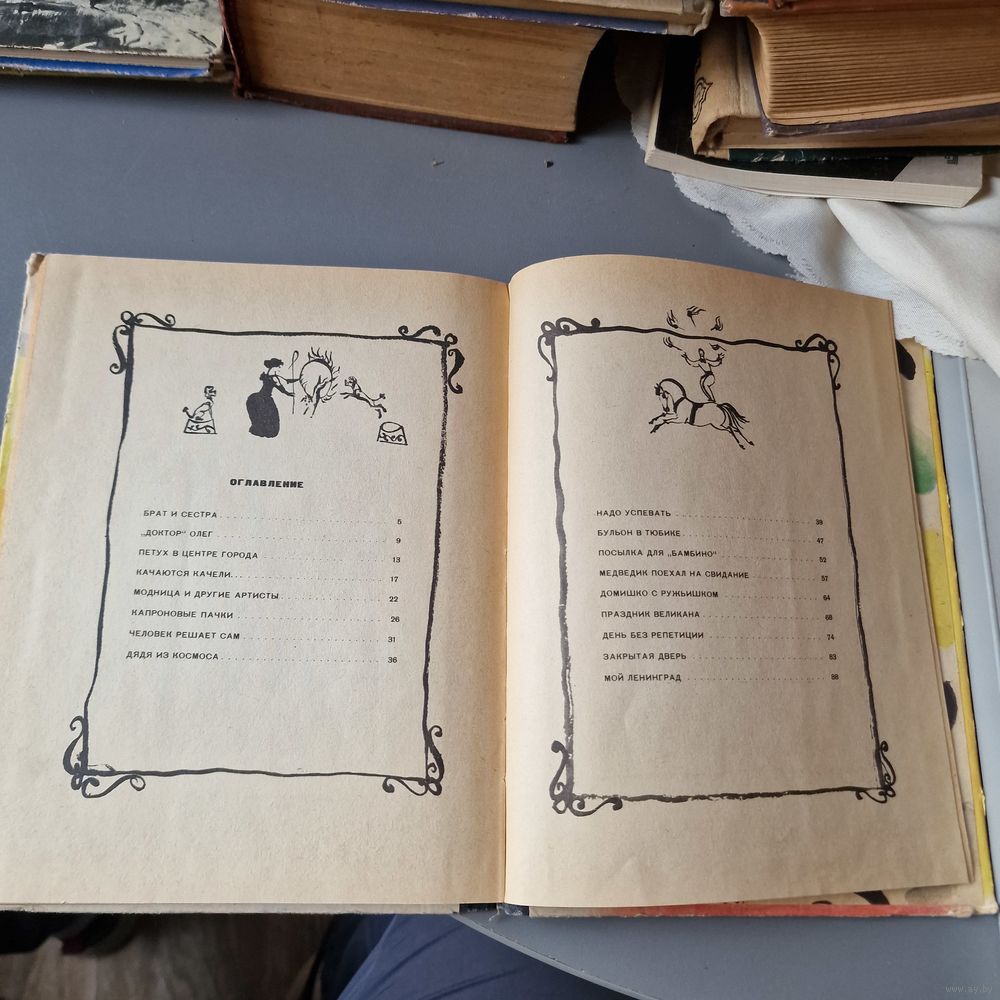 ОГЛАВЛЕНИЕ
БРАТ И СЕСТРА . . . . . . . . . . . . . . . . . . 5
„ДОКТОР“ ОЛЕГ . . . . . . . . . . . . . . . . . . 9
ПЕТУХ В ЦЕНТРЕ ГОРОДА . . . . . . . . . . . . . . 13
КАЧАЮТСЯ КАЧЕЛИ. . . . . . . . . . . . . . . . . . 17
МОДНИЦА И ДРУГИЕ АРТИСТЫ . . . . . . . . . . . . . 22
КАПРОНОВЫЕ ПАЧКИ . . . . . . . . . . . . . . . . . 26
ЧЕЛОВЕК РЕШАЕТ САМ . . . . . . . . . . . . . . . . 31
ДЯДЯ ИЗ КОСМОСА . . . . . . . . . . . . . . . . . 36
НАДО УСПЕВАТЬ . . . . . . . . . . . . . . . . . . 39
БУЛЬОН В ТЮБИКЕ . . . . . . . . . . . . . . . . . 47
ПОСЫЛКА ДЛЯ „БАМБИНО“ . . . . . . . . . . . . . . 52
МЕДВЕДИК ПОЕХАЛ НА СВИДАНИЕ . . . . . . . . . . . 57
ДОМИШКО С РУЖЬИШКОМ . . . . . . . . . . . . . . . 64
ПРАЗДНИК ВЕЛИКАНА . . . . . . . . . . . . . . . . 68
ДЕНЬ БЕЗ РЕПЕТИЦИИ . . . . . . . . . . . . . . . . 74
ЗАКРЫТАЯ ДВЕРЬ . . . . . . . . . . . . . . . . . . 83
МОЙ ЛЕНИНГРАД . . . . . . . . . . . . . . . . . . 88
www.ay.by